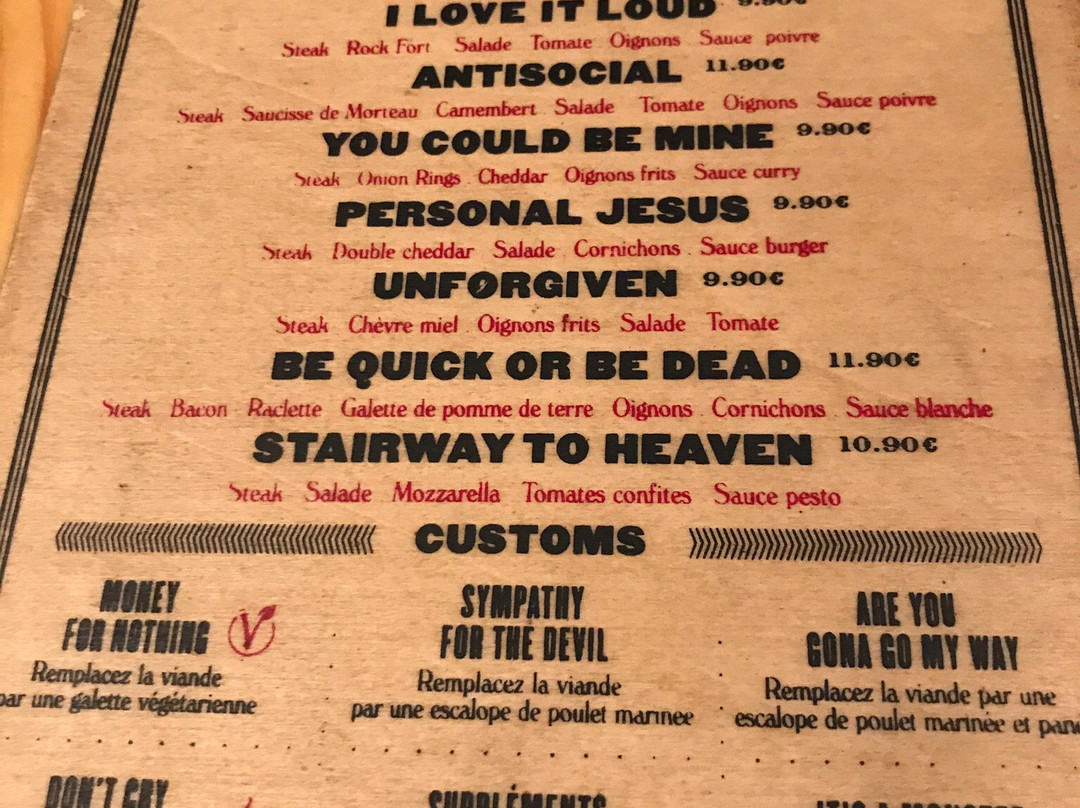 I LOVE IT LOUD 9.90€
Steak Rock Fort Salade Tomate Oignons Sauce poivre
ANTISOCIAL 11.90€
Steak Saucisse de Morteau Camembert Salade Tomate Oignons Sauce poivre
YOU COULD BE MINE 9.90€
Steak Onion Rings Cheddar Oignons frits Sauce curry
PERSONAL JESUS 9.90€
Steak Double cheddar Salade Cornichons Sauce burger
UNFØRGIVEN 9.90€
Steak Chèvre miel Oignons frits Salade Tomate
BE QUICK OR BE DEAD 11.90€
Steak Bacon Raclette Galette de pomme de terre Oignons Cornichons Sauce blanche
STAIRWAY TO HEAVEN 10.90€
Steak Salade Mozzarella Tomates confites Sauce pesto
CUSTOMS
MONEY
FOR NOTHING V
Remplacez la viande
par une galette végétarienne
SYMPATHY
FOR THE DEVIL
Remplacez la viande
par une escalope de poulet marinée
ARE YOU
GONA GO MY WAY
Remplacez la viande par une
escalope de poulet marinée et
DON'T CRY
SUPPLÉMENTS